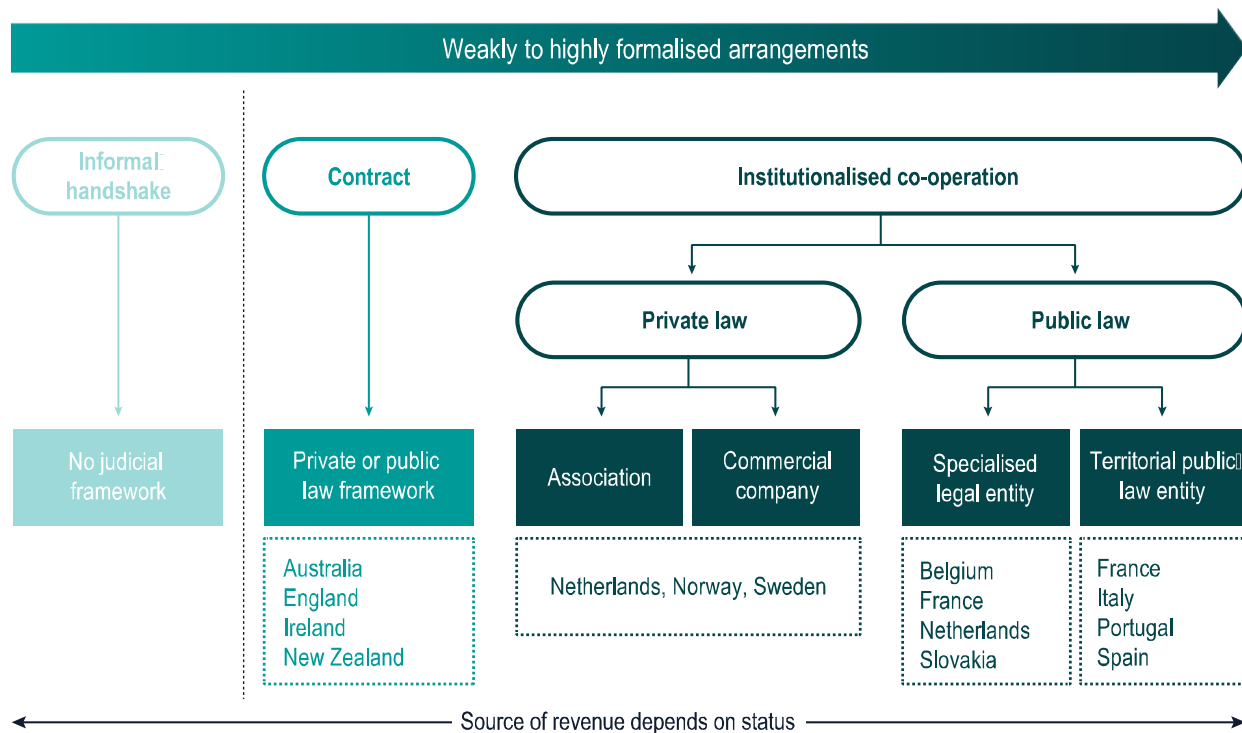 Weakly to highly formalised arrangements
Informal
handshake
Contract
Institutionalised co-operation
Private law
Public law
No judicial
framework
Private or public
law framework
Association
Commercial
company
Specialised
legal entity
Territorial public
law entity
Australia
England
Ireland
New Zealand
Netherlands, Norway, Sweden
Belgium
France
Netherlands
Slovakia
France
Italy
Portugal
Spain
Source of revenue depends on status